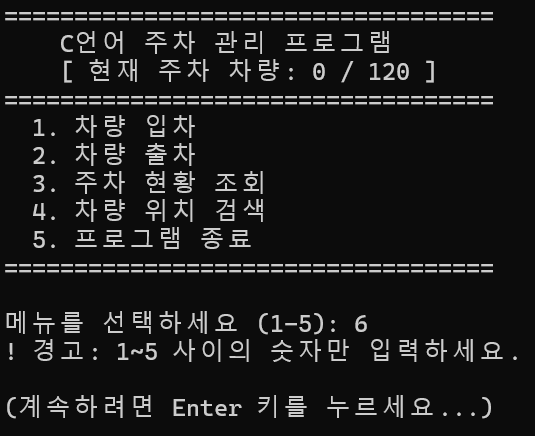 ===================================
C언어 주차 관리 프로그램
[ 현재 주차 차량: 0 / 120 ]
===================================
1. 차량 입차
2. 차량 출차
3. 주차 현황 조회
4. 차량 위치 검색
5. 프로그램 종료
===================================
메뉴를 선택하세요 (1-5): 6
! 경고: 1~5 사이의 숫자만 입력하세요.
(계속하려면 Enter 키를 누르세요...)